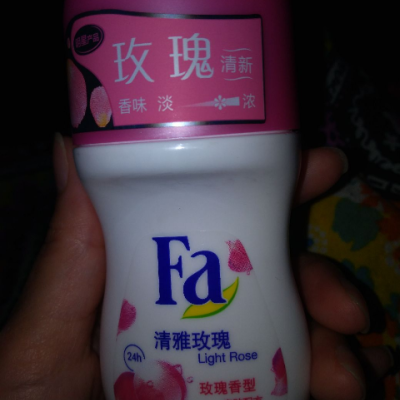 玫瑰 清新
香味 淡 浓
Fa
清雅玫瑰
Light Rose
24h
玫瑰香型